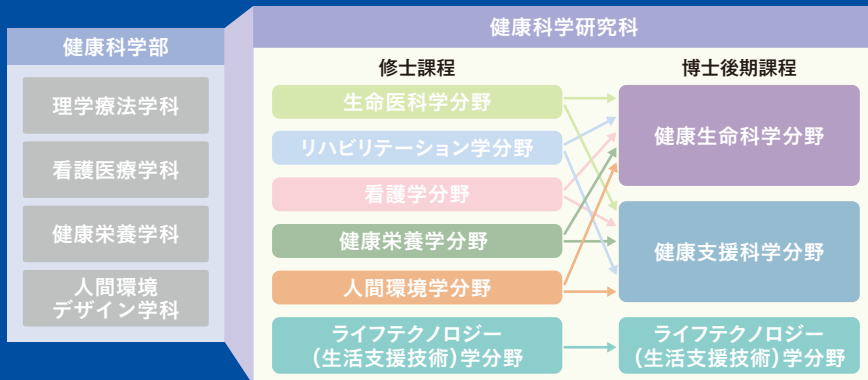 健康科学部
理学療法学科
看護医療学科
健康栄養学科
人間環境
デザイン学科
健康科学研究科
修士課程
生命医科学分野
リハビリテーション学分野
看護学分野
健康栄養学分野
人間環境学分野
ライフテクノロジー
(生活支援技術)学分野
博士後期課程
健康生命科学分野
健康支援科学分野
ライフテクノロジー
(生活支援技術)学分野